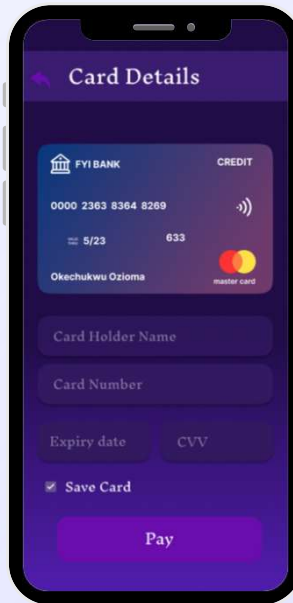 Card Details
FYI BANK CREDIT
0000 2363 8364 8269
5/23 633
Okechukwu Ozioma
master card
Card Holder Name
Card Number
Expiry date CVV
Save Card
Pay